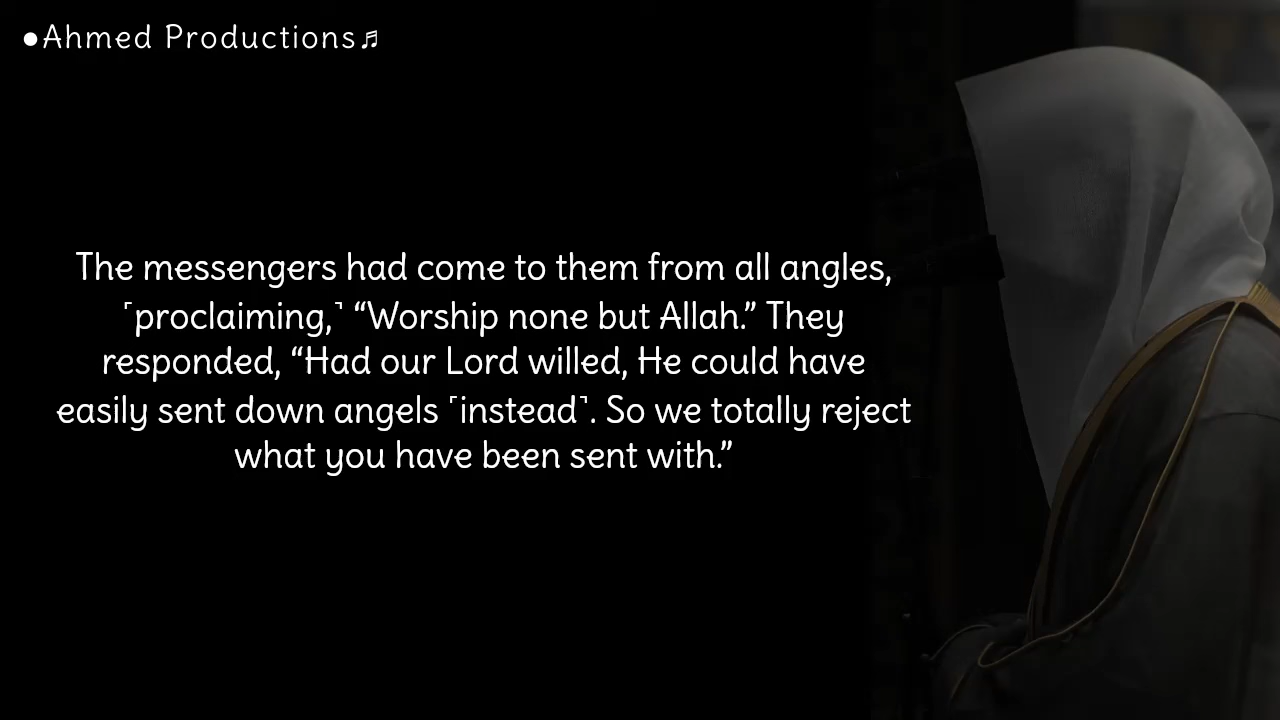 ●Ahmed Productions♬
The messengers had come to them from all angles,
˹proclaiming,˺ “Worship none but Allah.” They
responded, “Had our Lord willed, He could have
easily sent down angels ˹instead˺. So we totally reject
what you have been sent with.”